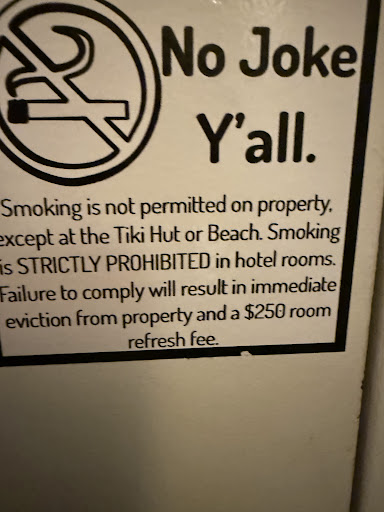 No Joke
Y'all.
Smoking is not permitted on property,
except at the Tiki Hut or Beach. Smoking
is STRICTLY PROHIBITED in hotel rooms.
Failure to comply will result in immediate
eviction from property and a $250 room
refresh fee.